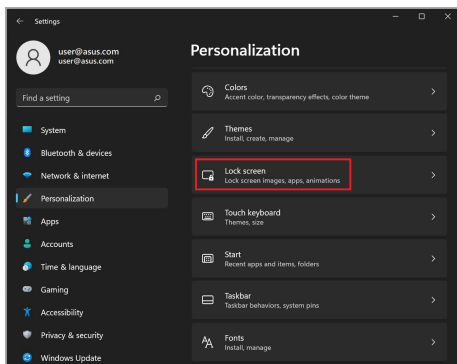 Settings
user@asus.com
user@asus.com
Find a setting
System
Bluetooth & devices
Network & internet
Personalization
Apps
Accounts
Time & language
Gaming
Accessibility
Privacy & security
Windows Update
Personalization
Colors
Accent color, transparency effects, color theme
Themes
Install, create, manage
Lock screen
Lock screen images, apps, animations
Touch keyboard
Themes, size
Start
Recent apps and items, folders
Taskbar
Taskbar behaviors, system pins
Fonts
Install, manage